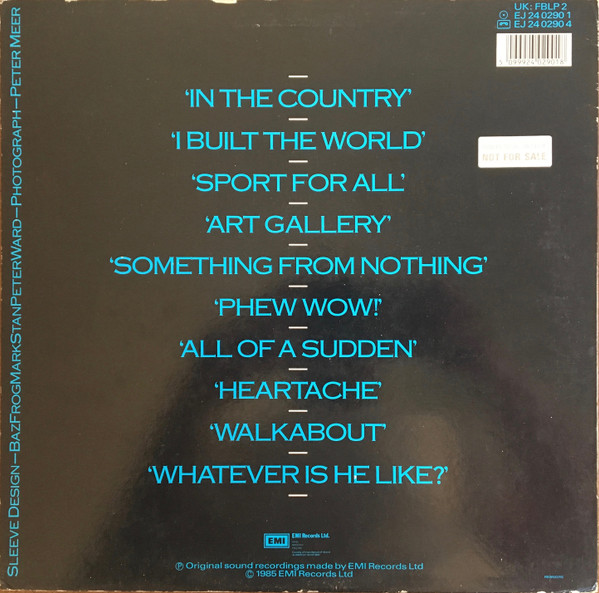 UK: FBLP 2
EJ 24 0290 1
EJ 24 0290 4
5 099924 029018
'IN THE COUNTRY'
'I BUILT THE WORLD'
NOT FOR SALE
'SPORT FOR ALL'
'ART GALLERY'
'SOMETHING FROM NOTHING'
'PHEW WOW!'
'ALL OF A SUDDEN'
'HEARTACHE'
'WALKABOUT'
'WHATEVER IS HE LIKE?'
SLEEVE DESIGN—BAZFROGMARKSTANPETERWARD—PHOTOGRAPH—PETER MEER
EMI
EMI Records Ltd.
Ⓟ Original sound recordings made by EMI Records Ltd
© 1985 EMI Records Ltd